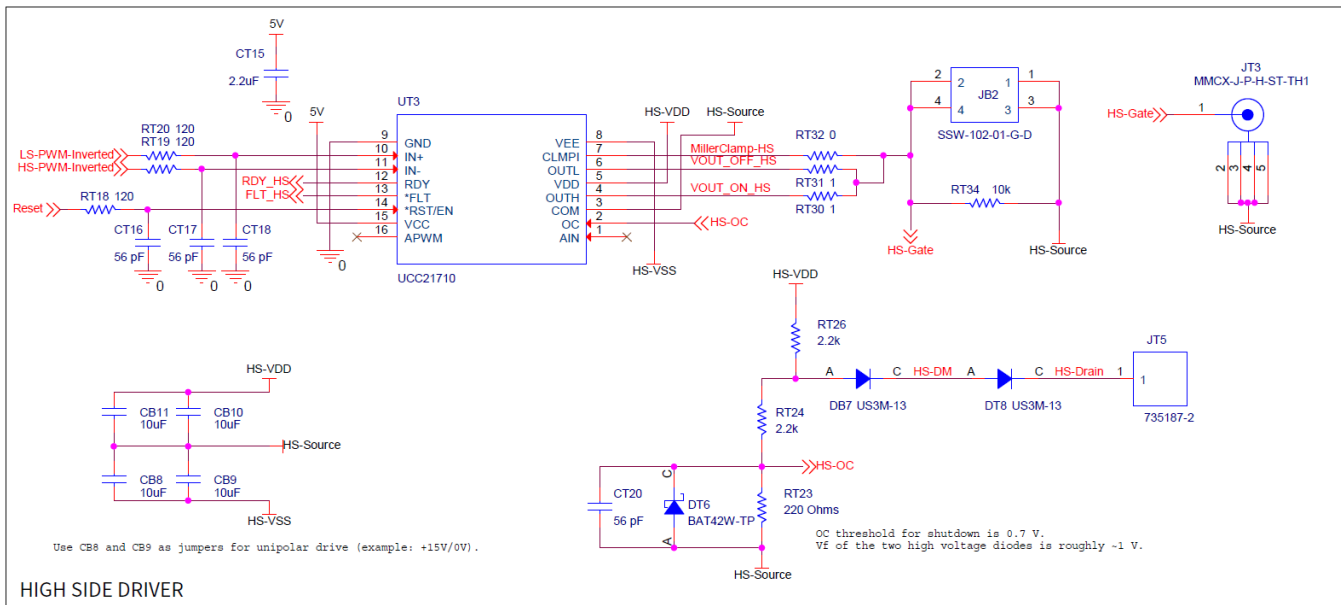 5V
CT15
2.2uF
0
RT20 120
RT19 120
LS-PWM-Inverted
HS-PWM-Inverted
RDY_HS
FLT_HS
Reset
RT18 120
CT16
56 pF
0
CT17
56 pF
0
CT18
56 pF
0
5V
0
UT3
9 GND
10 IN+
11 IN-
12 RDY
13 *FLT
14 *RST/EN
15 VCC
16 APWM
VEE 8
CLMPI 7
OUTL 6
VDD 5
OUTH 4
COM 3
OC 2
AIN 1
UCC21710
HS-VDD
HS-Source
MillerClamp-HS
VOUT_OFF_HS
VOUT_ON_HS
HS-OC
HS-VSS
RT32 0
RT31 1
RT30 1
2 2 1 1
4 4 3 3
JB2
SSW-102-01-G-D
RT34 10k
HS-Gate
HS-Source
JT3
MMCX-J-P-H-ST-TH1
HS-Gate
1
2 3 4 5
HS-Source
HS-VDD
RT26
2.2k
A C HS-DM A C HS-Drain 1 1
JT5
DB7 US3M-13
DT8 US3M-13
735187-2
RT24
2.2k
HS-OC
CT20
56 pF
C
DT6
BAT42W-TP
A
RT23
220 Ohms
HS-Source
OC threshold for shutdown is 0.7 V.
Vf of the two high voltage diodes is roughly ~1 V.
HS-VDD
CB11
10uF
CB10
10uF
HS-Source
CB8
10uF
CB9
10uF
HS-VSS
Use CB8 and CB9 as jumpers for unipolar drive (example: +15V/0V).
HIGH SIDE DRIVER